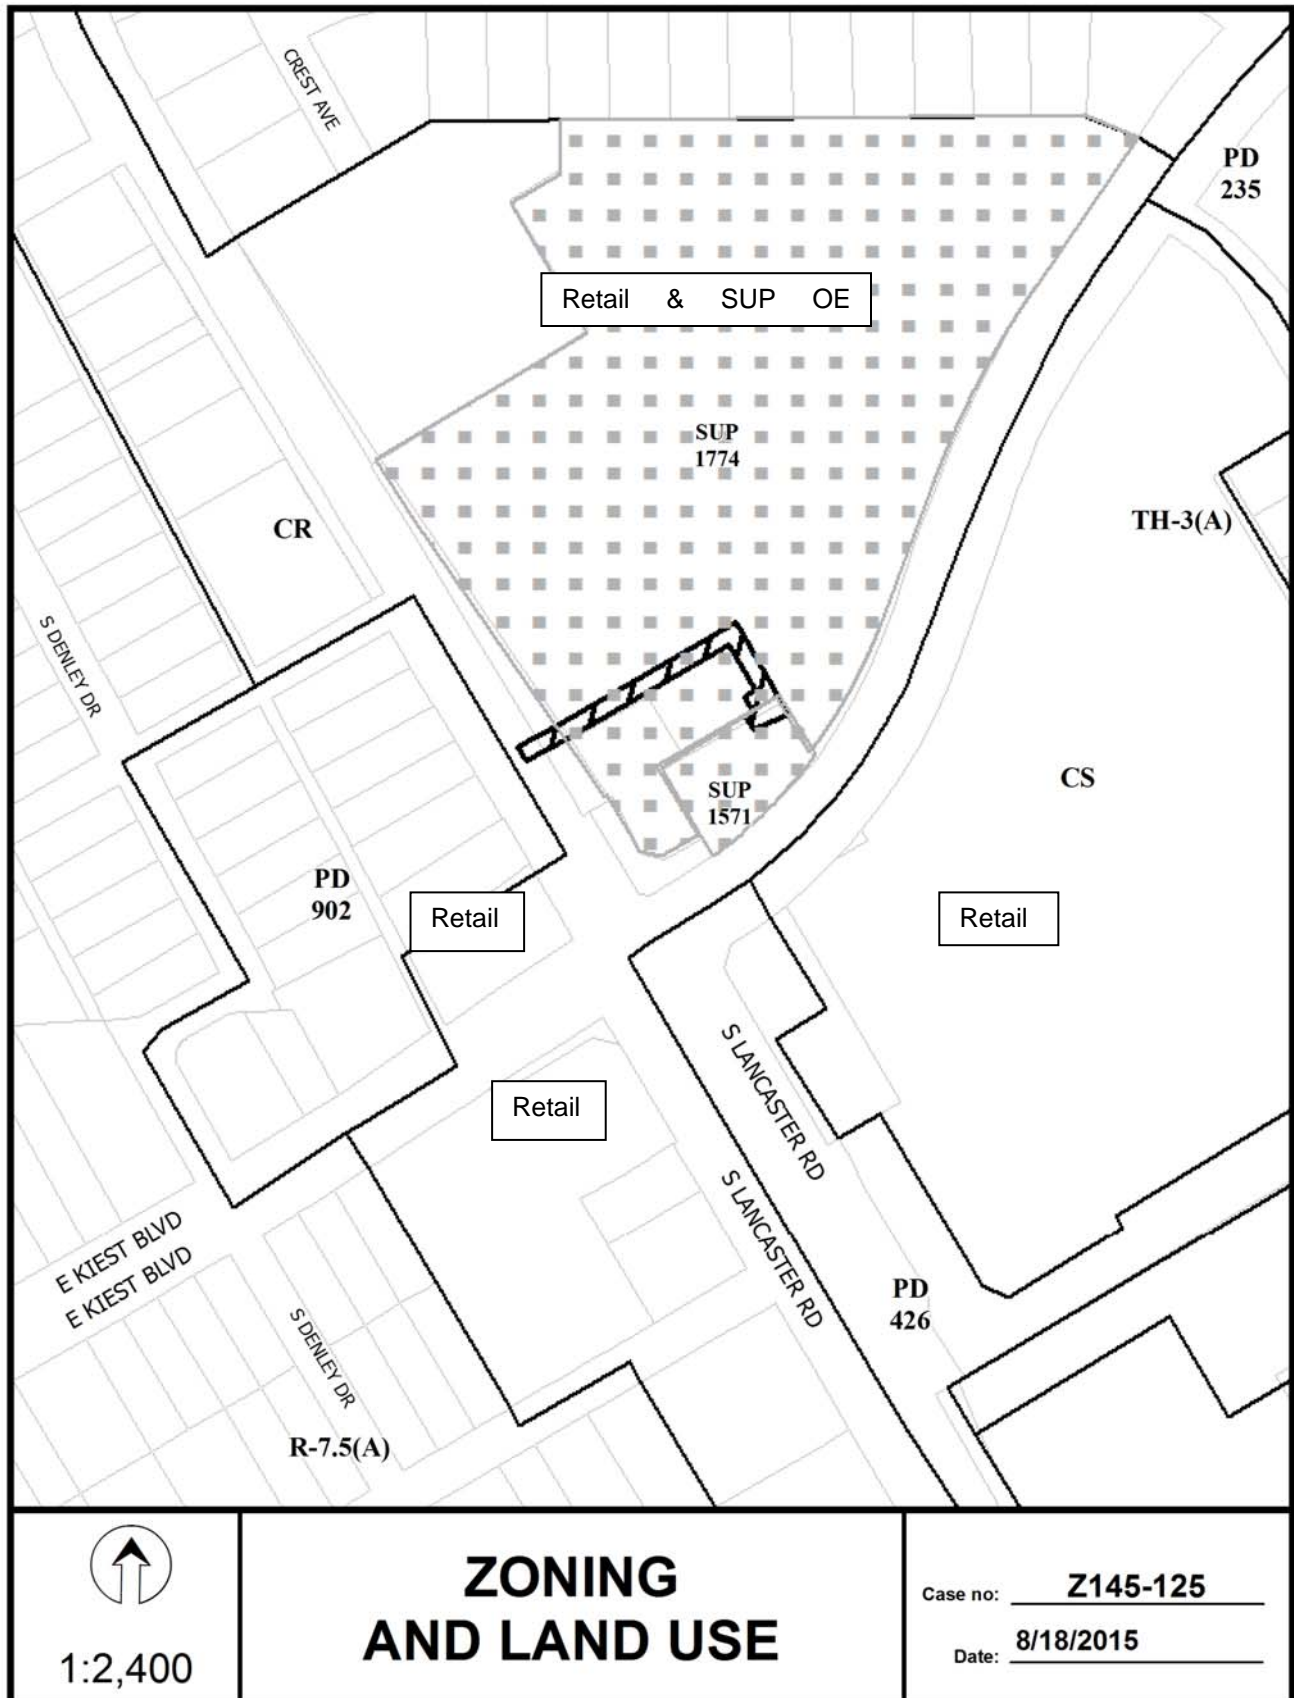 CREST AVE
PD
235
Retail & SUP OE
SUP
1774
TH-3(A)
CR
S DENLEY DR
SUP
1571
CS
PD
902
Retail
Retail
S LANCASTER RD
Retail
S LANCASTER RD
E KIEST BLVD
E KIEST BLVD
PD
426
S DENLEY DR
R-7.5(A)
1:2,400
ZONING
AND LAND USE
Case no: Z145-125
Date: 8/18/2015